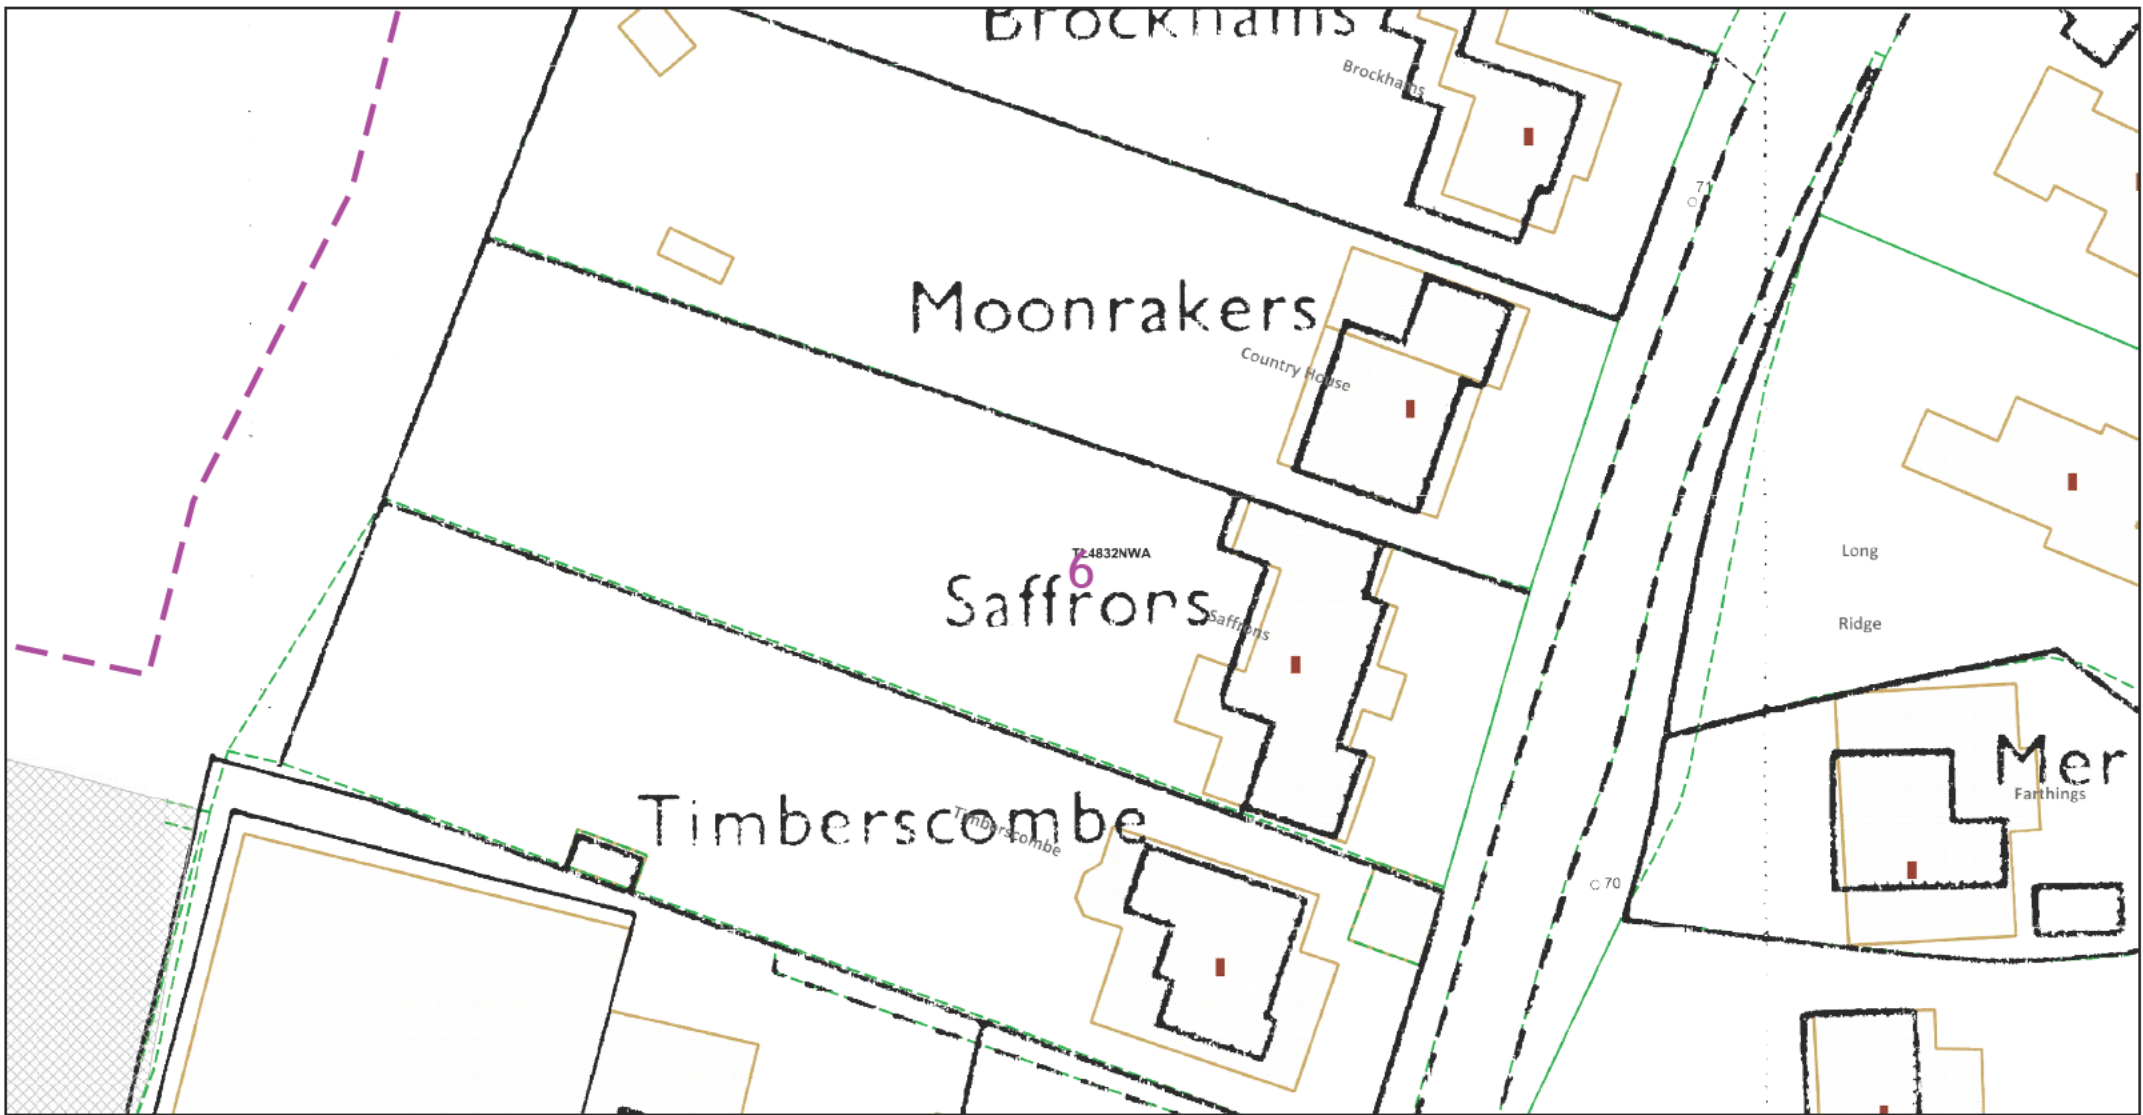 Brockhams
Brockhams
71
Moonrakers
Country House
TL4832NWA
6
Saffrons
Saffrons
Long
Ridge
Mer
Farthings
Timberscombe
Timberscombe
70